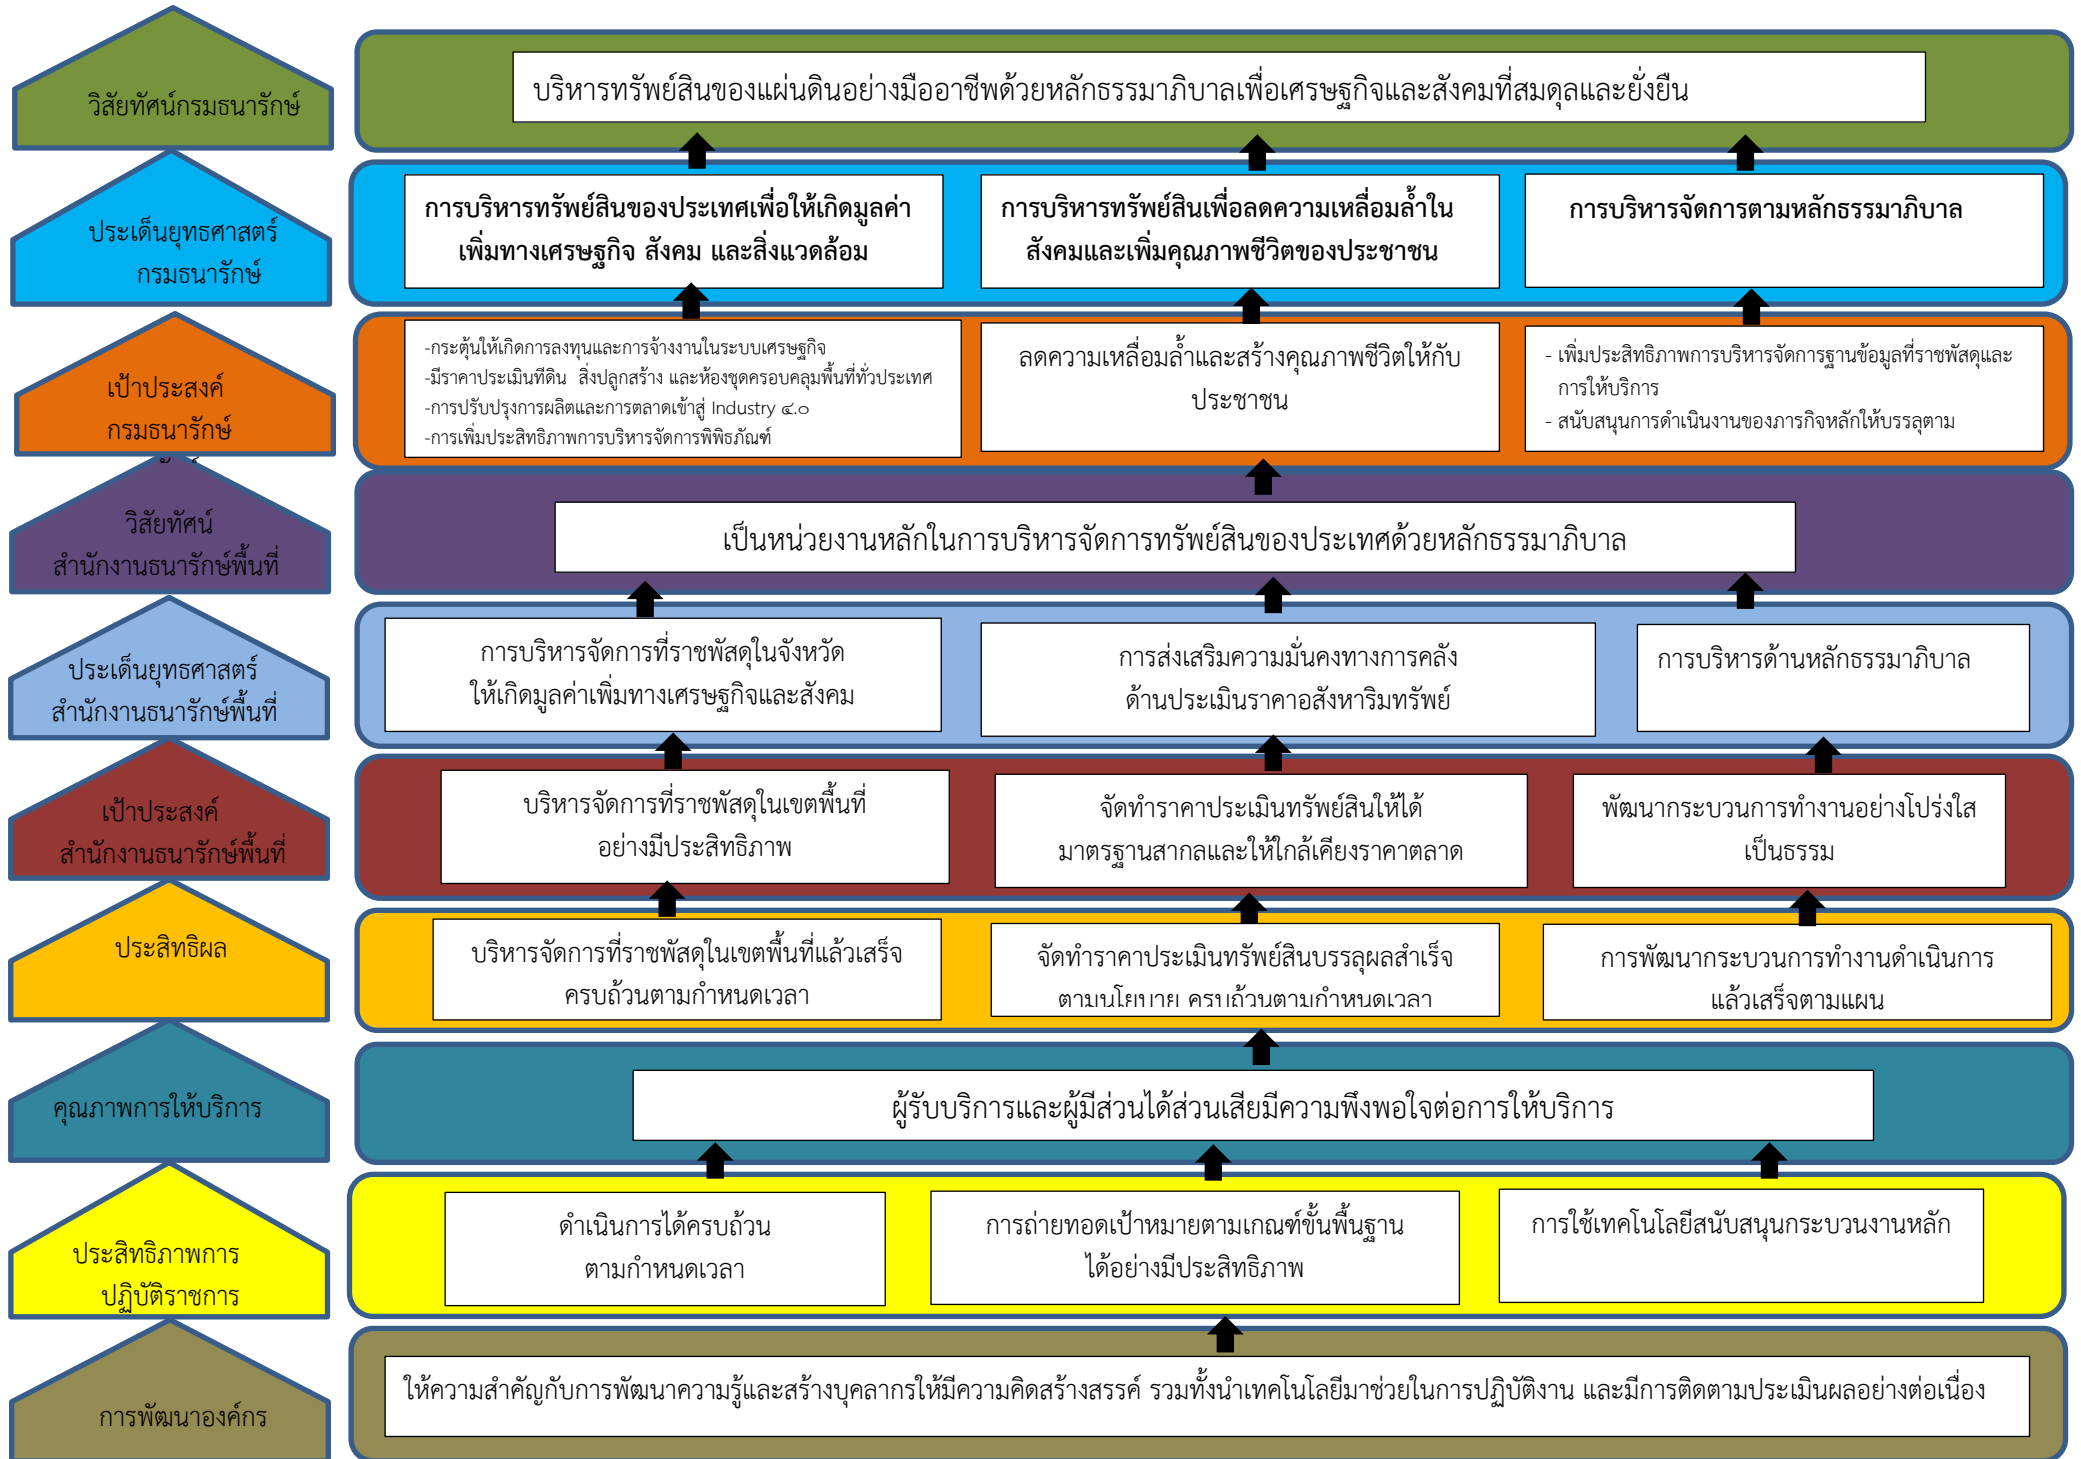 วิสัยทัศน์กรมธนารักษ์
บริหารทรัพย์สินของแผ่นดินอย่างมืออาชีพด้วยหลักธรรมาภิบาลเพื่อเศรษฐกิจและสังคมที่สมดุลและยั่งยืน
ประเด็นยุทธศาสตร์
กรมธนารักษ์
การบริหารทรัพย์สินของประเทศเพื่อให้เกิดมูลค่า
เพิ่มทางเศรษฐกิจ สังคม และสิ่งแวดล้อม
การบริหารทรัพย์สินเพื่อลดความเหลื่อมล้ำใน
สังคมและเพิ่มคุณภาพชีวิตของประชาชน
การบริหารจัดการตามหลักธรรมาภิบาล
เป้าประสงค์
กรมธนารักษ์
-กระตุ้นให้เกิดการลงทุนและการจ้างงานในระบบเศรษฐกิจ
-มีราคาประเมินทีดิน สิ่งปลูกสร้าง และห้องชุดครอบคลุมพื้นที่ทั่วประเทศ
-การปรับปรุงการผลิตและการตลาดเข้าสู่ Industry ๔.๐
-การเพิ่มประสิทธิภาพการบริหารจัดการพิพิธภัณฑ์
ลดความเหลื่อมล้ำและสร้างคุณภาพชีวิตให้กับ
ประชาชน
- เพิ่มประสิทธิภาพการบริหารจัดการฐานข้อมูลที่ราชพัสดุและ
การให้บริการ
- สนับสนุนการดำเนินงานของภารกิจหลักให้บรรลุตาม
วิสัยทัศน์
สำนักงานธนารักษ์พื้นที่
เป็นหน่วยงานหลักในการบริหารจัดการทรัพย์สินของประเทศด้วยหลักธรรมาภิบาล
ประเด็นยุทธศาสตร์
สำนักงานธนารักษ์พื้นที่
การบริหารจัดการที่ราชพัสดุในจังหวัด
ให้เกิดมูลค่าเพิ่มทางเศรษฐกิจและสังคม
การส่งเสริมความมั่นคงทางการคลัง
ด้านประเมินราคาอสังหาริมทรัพย์
การบริหารด้านหลักธรรมาภิบาล
เป้าประสงค์
สำนักงานธนารักษ์พื้นที่
บริหารจัดการที่ราชพัสดุในเขตพื้นที่
อย่างมีประสิทธิภาพ
จัดทำราคาประเมินทรัพย์สินให้ได้
มาตรฐานสากลและให้ใกล้เคียงราคาตลาด
พัฒนากระบวนการทำงานอย่างโปร่งใส
เป็นธรรม
ประสิทธิผล
บริหารจัดการที่ราชพัสดุในเขตพื้นที่แล้วเสร็จ
ครบถ้วนตามกำหนดเวลา
จัดทำราคาประเมินทรัพย์สินบรรลุผลสำเร็จ
ตามนโยบาย ครบถ้วนตามกำหนดเวลา
การพัฒนากระบวนการทำงานดำเนินการ
แล้วเสร็จตามแผน
คุณภาพการให้บริการ
ผู้รับบริการและผู้มีส่วนได้ส่วนเสียมีความพึงพอใจต่อการให้บริการ
ประสิทธิภาพการ
ปฏิบัติราชการ
ดำเนินการได้ครบถ้วน
ตามกำหนดเวลา
การถ่ายทอดเป้าหมายตามเกณฑ์ขั้นพื้นฐาน
ได้อย่างมีประสิทธิภาพ
การใช้เทคโนโลยีสนับสนุนกระบวนงานหลัก
การพัฒนาองค์กร
ให้ความสำคัญกับการพัฒนาความรู้และสร้างบุคลากรให้มีความคิดสร้างสรรค์ รวมทั้งนำเทคโนโลยีมาช่วยในการปฏิบัติงาน และมีการติดตามประเมินผลอย่างต่อเนื่อง